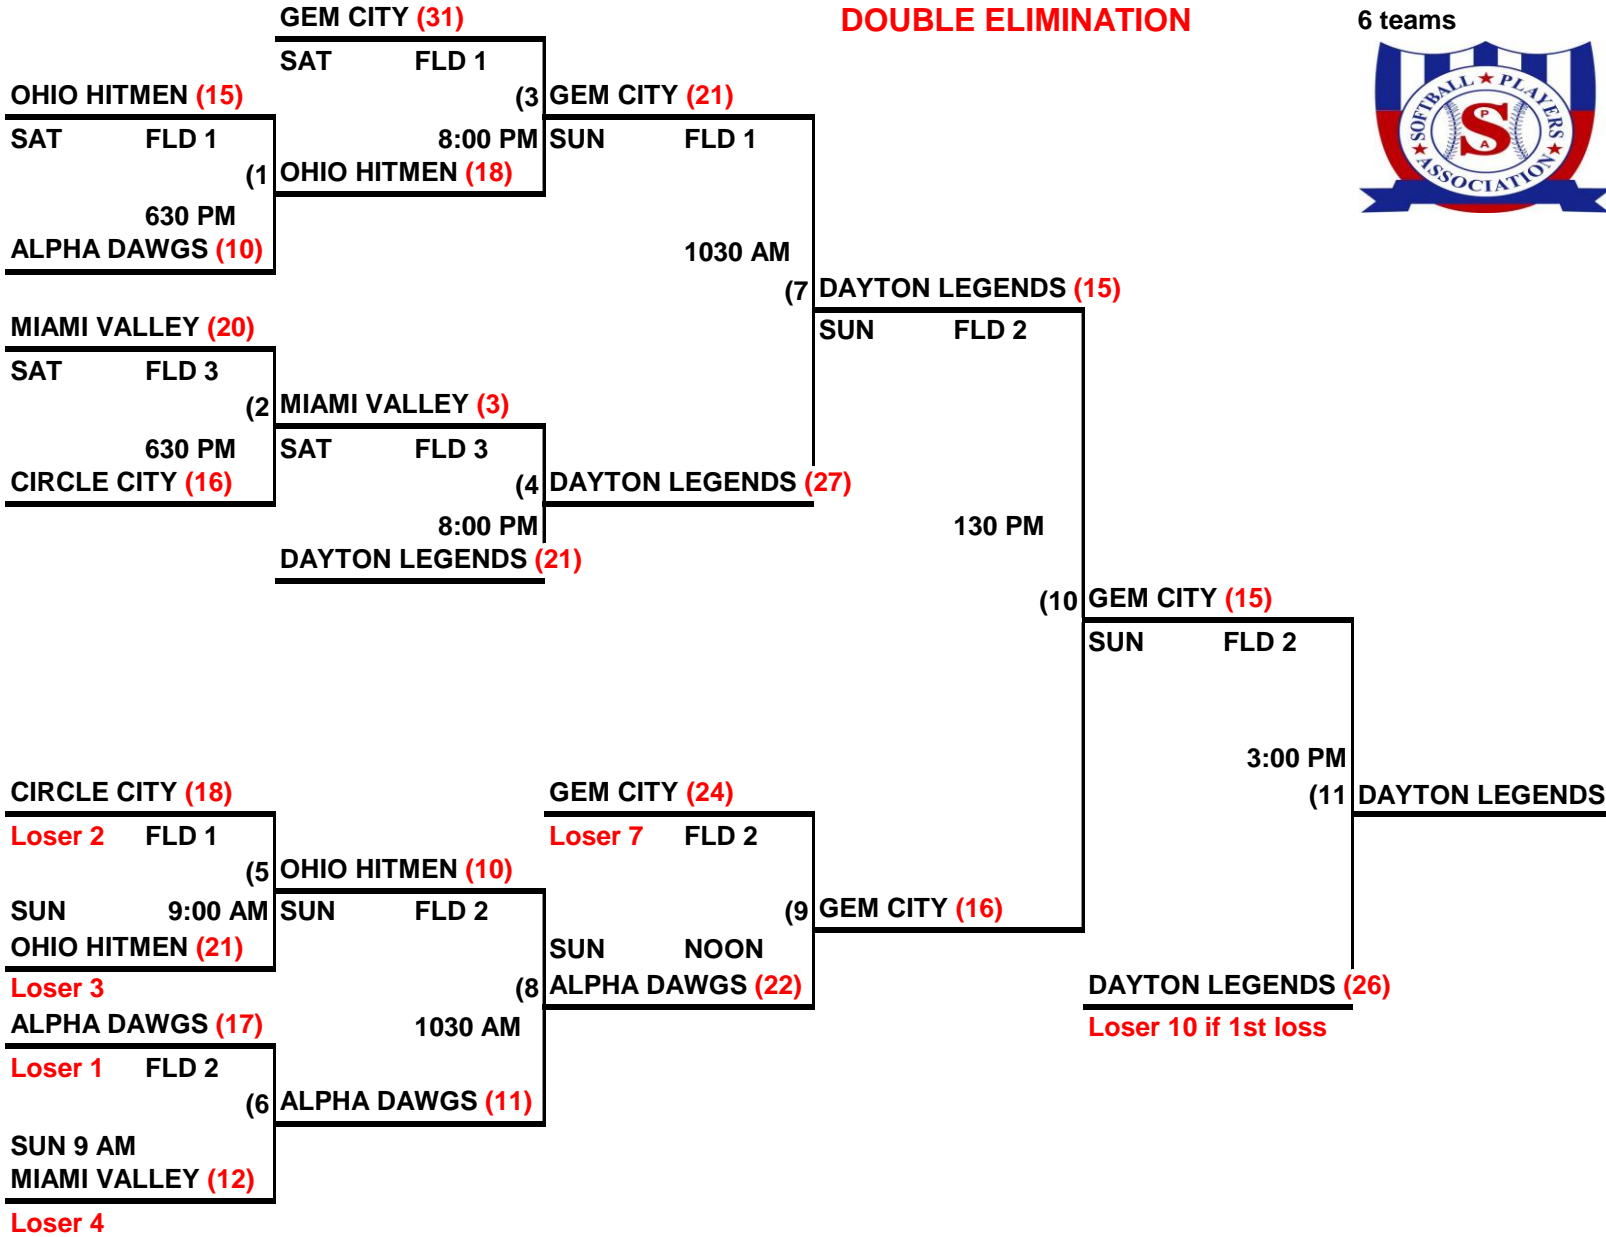 GEM CITY (31)
DOUBLE ELIMINATION
6 teams
SAT FLD 1
OHIO HITMEN (15)
(3 GEM CITY (21)
SAT FLD 1
8:00 PM SUN FLD 1
(1 OHIO HITMEN (18)
630 PM
ALPHA DAWGS (10)
1030 AM
(7 DAYTON LEGENDS (15)
MIAMI VALLEY (20)
SUN FLD 2
SAT FLD 3
(2 MIAMI VALLEY (3)
630 PM SAT FLD 3
CIRCLE CITY (16)
(4 DAYTON LEGENDS (27)
8:00 PM
130 PM
DAYTON LEGENDS (21)
(10 GEM CITY (15)
SUN FLD 2
3:00 PM
CIRCLE CITY (18)
GEM CITY (24)
(11 DAYTON LEGENDS
Loser 2 FLD 1
Loser 7 FLD 2
(5 OHIO HITMEN (10)
SUN 9:00 AM SUN FLD 2
(9 GEM CITY (16)
OHIO HITMEN (21)
SUN NOON
Loser 3
(8 ALPHA DAWGS (22)
DAYTON LEGENDS (26)
ALPHA DAWGS (17)
1030 AM
Loser 10 if 1st loss
Loser 1 FLD 2
(6 ALPHA DAWGS (11)
SUN 9 AM
MIAMI VALLEY (12)
Loser 4
SOFTBALL ★ PLAYERS ★ ASSOCIATION ★
S
P
A